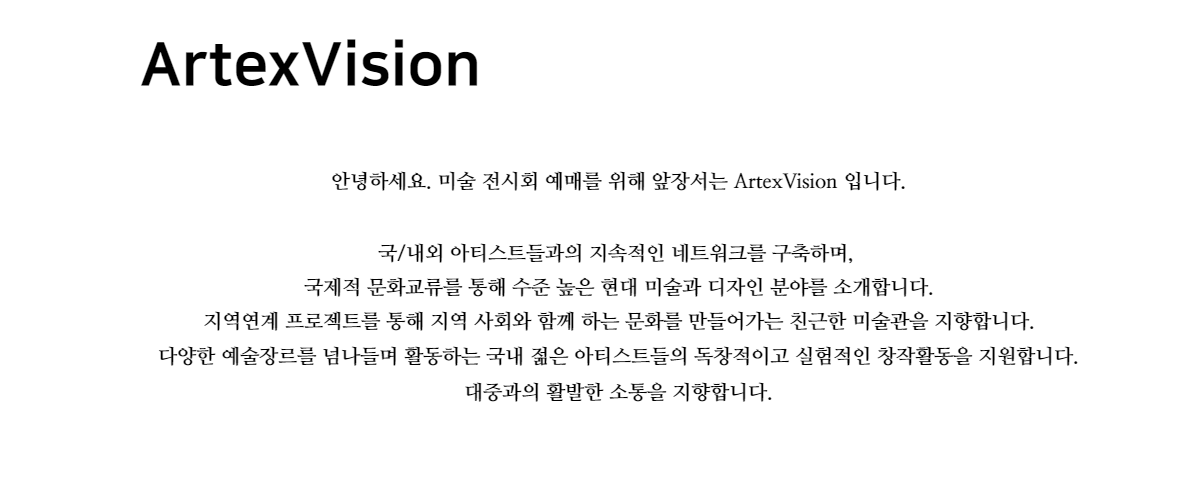 ArtexVision
안녕하세요. 미술 전시회 예매를 위해 앞장서는 ArtexVision 입니다.
국/내외 아티스트들과의 지속적인 네트워크를 구축하며,
국제적 문화교류를 통해 수준 높은 현대 미술과 디자인 분야를 소개합니다.
지역연계 프로젝트를 통해 지역 사회와 함께 하는 문화를 만들어가는 친근한 미술관을 지향합니다.
다양한 예술장르를 넘나들며 활동하는 국내 젊은 아티스트들의 독창적이고 실험적인 창작활동을 지원합니다.
대중과의 활발한 소통을 지향합니다.